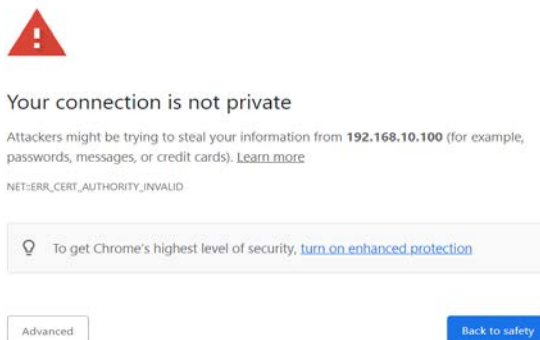 Your connection is not private
Attackers might be trying to steal your information from 192.168.10.100 (for example,
passwords, messages, or credit cards). Learn more
NET::ERR_CERT_AUTHORITY_INVALID
To get Chrome's highest level of security, turn on enhanced protection
Advanced
Back to safety